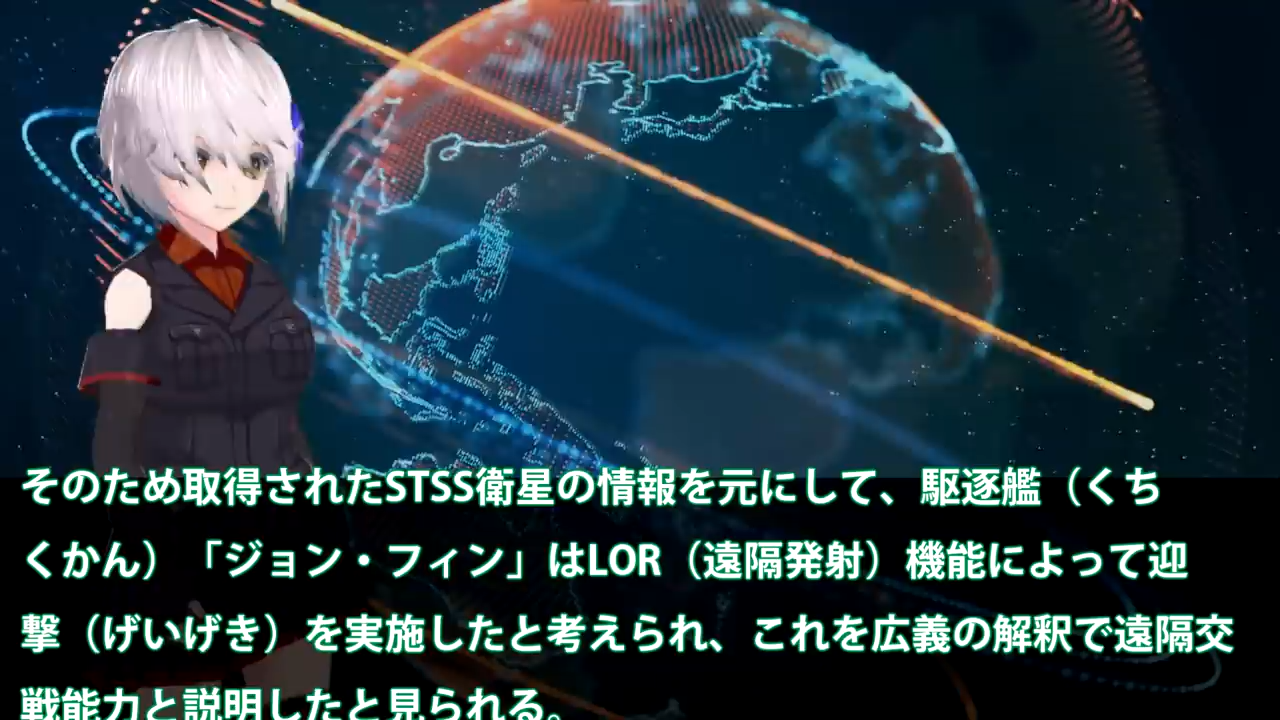 そのため取得されたSTSS衛星の情報を元にして、駆逐艦（くち
くかん）「ジョン・フィン」はLOR（遠隔発射）機能によって迎
撃（げいげき）を実施したと考えられ、これを広義の解釈で遠隔交
戦能力と説明したと見られる。